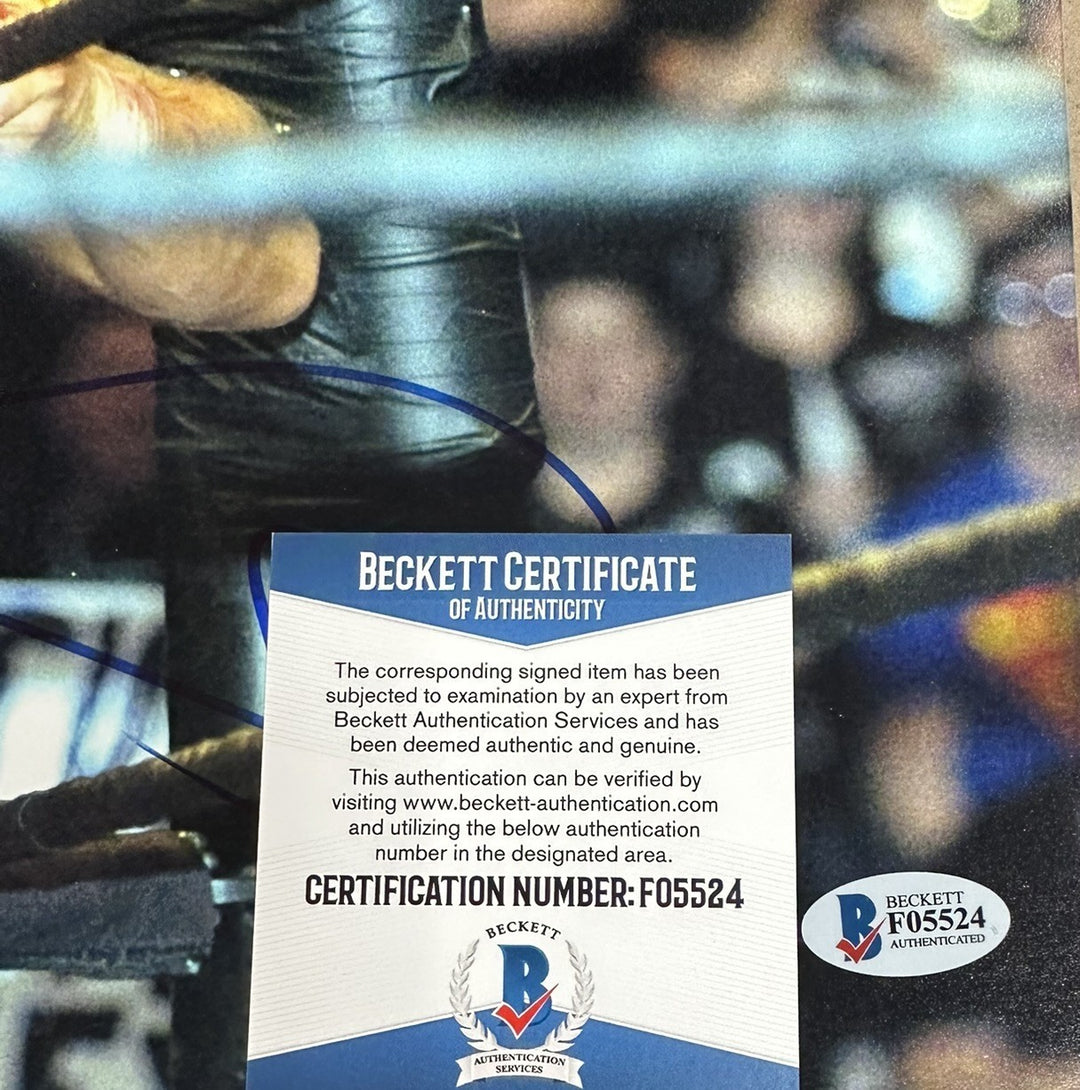 BECKETT CERTIFICATE
OF AUTHENTICITY
The corresponding signed item has been
subjected to examination by an expert from
Beckett Authentication Services and has
been deemed authentic and genuine.
This authentication can be verified by
visiting www.beckett-authentication.com
and utilizing the below authentication
number in the designated area.
CERTIFICATION NUMBER: F05524
BECKETT
B
AUTHENTICATION
SERVICES
BECKETT
F05524
AUTHENTICATED